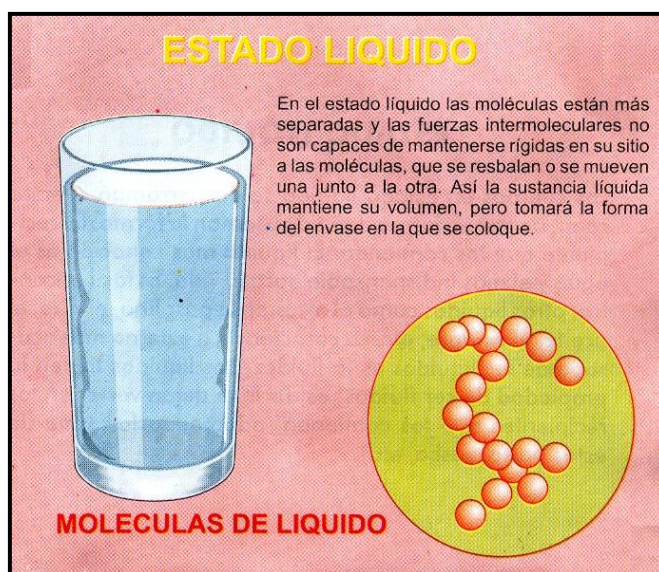 ESTADO LIQUIDO
En el estado líquido las moléculas están más
separadas y las fuerzas intermoleculares no
son capaces de mantenerse rígidas en su sitio
a las moléculas, que se resbalan o se mueven
una junto a la otra. Así la sustancia líquida
mantiene su volumen, pero tomará la forma
del envase en la que se coloque.
MOLECULAS DE LIQUIDO